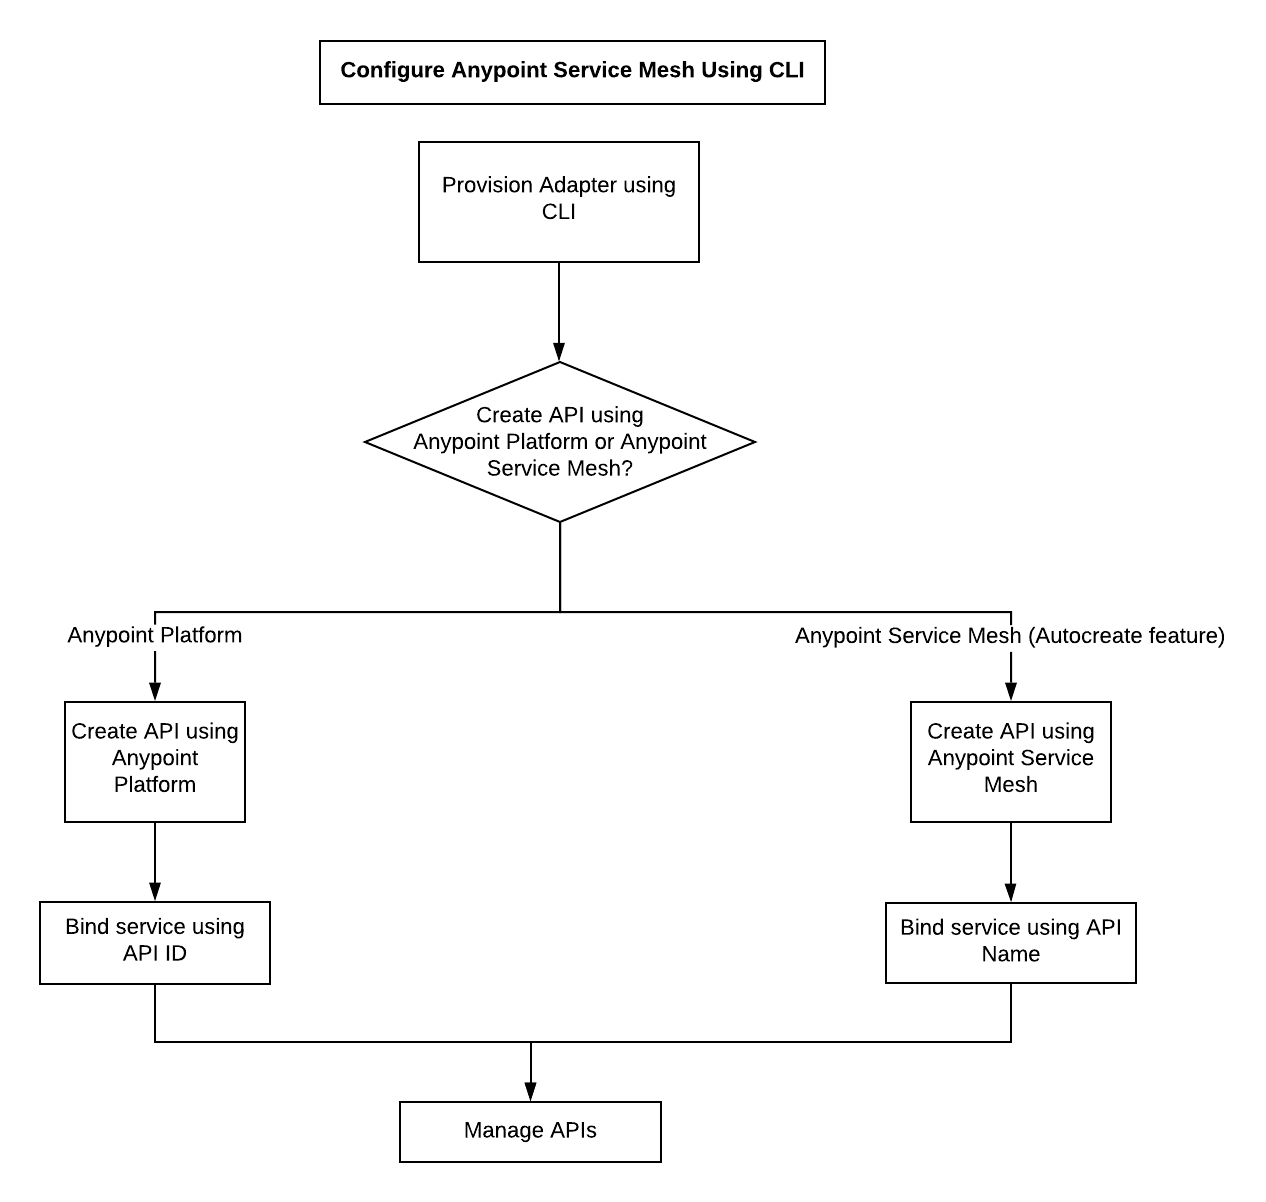 Configure Anypoint Service Mesh Using CLI
Provision Adapter using
CLI
Create API using
Anypoint Platform or Anypoint
Service Mesh?
Anypoint Platform
Anypoint Service Mesh (Autocreate feature)
Create API using
Anypoint
Platform
Create API using
Anypoint Service
Mesh
Bind service using
API ID
Bind service using API
Name
Manage APIs